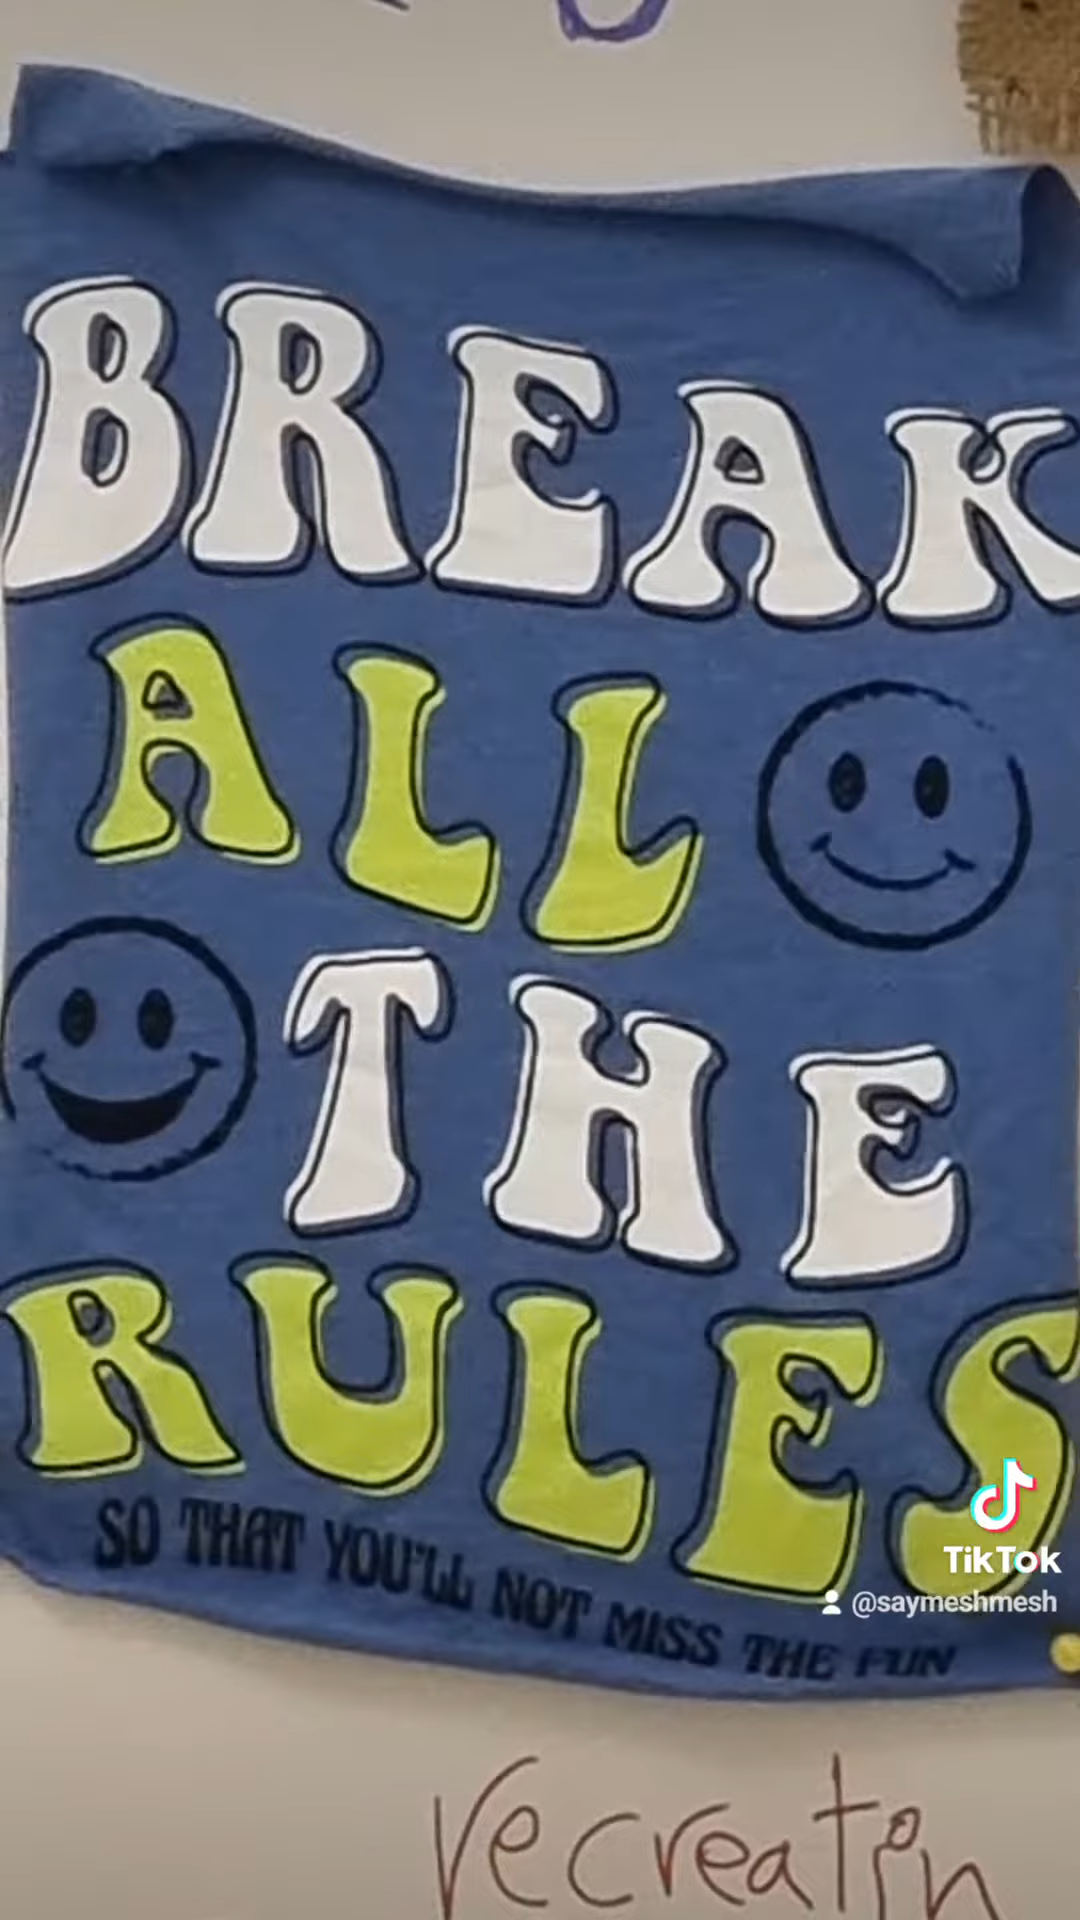 BREAK
ALL
THE
RULES
SO THAT YOU'LL NOT MISS THE FUN
TikTok
@saymeshmesh
recreatin